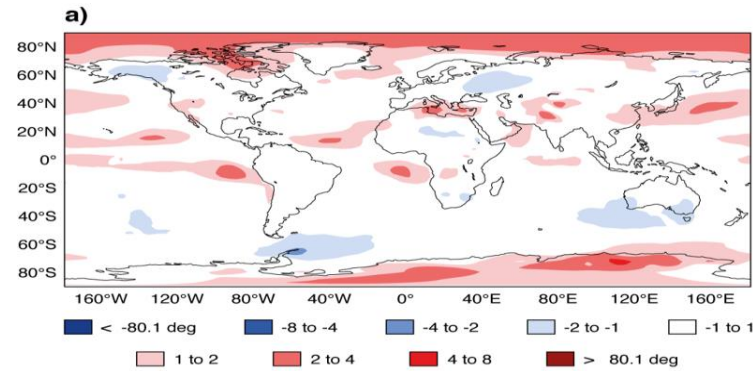 a)
80°N
60°N
40°N
20°N
0°
20°S
40°S
60°S
80°S
160°W 120°W 80°W 40°W 0° 40°E 80°E 120°E 160°E
< -80.1 deg -8 to -4 -4 to -2 -2 to -1 -1 to 1
1 to 2 2 to 4 4 to 8 > 80.1 deg